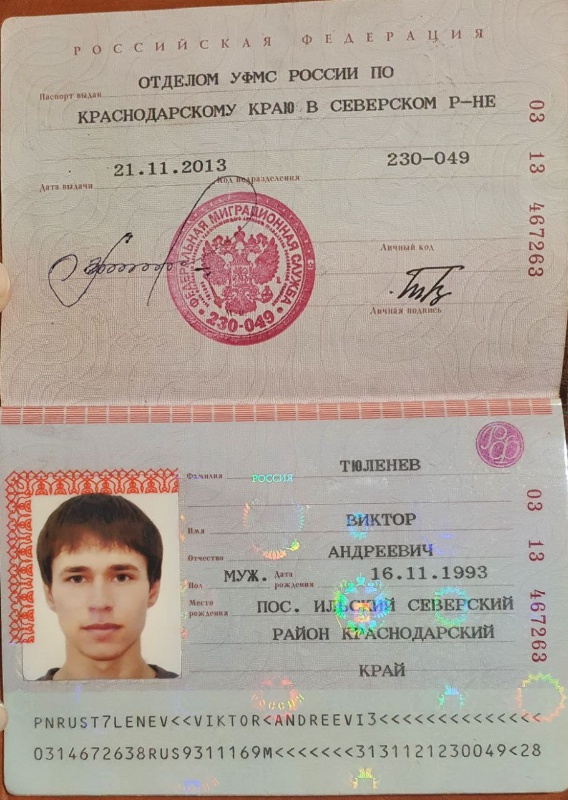 РОССИЙСКАЯ ФЕДЕРАЦИЯ
Паспорт выдан ОТДЕЛОМ УФМС РОССИИ ПО
КРАСНОДАРСКОМУ КРАЮ В СЕВЕРСКОМ Р-НЕ
Дата выдачи 21.11.2013 Код подразделения 230-049
03 13 467263
Личный код
Личная подпись
ФЕДЕРАЛЬНАЯ МИГРАЦИОННАЯ СЛУЖБА
230-049
РФ
Фамилия ТЮЛЕНЕВ
РОССИЯ
Имя ВИКТОР
Отчество АНДРЕЕВИЧ
Пол МУЖ. Дата рождения 16.11.1993
Место рождения ПОС. ИЛЬСКИЙ СЕВЕРСКИЙ
РАЙОН КРАСНОДАРСКИЙ
КРАЙ
03 13 467263
РОССИЯ
PNRUST7LENEV<<VIKTOR<ANDREEVI3<<<<<<<<<<<<<<
0314672638RUS9311169M<<<<<<<3131121230049<28